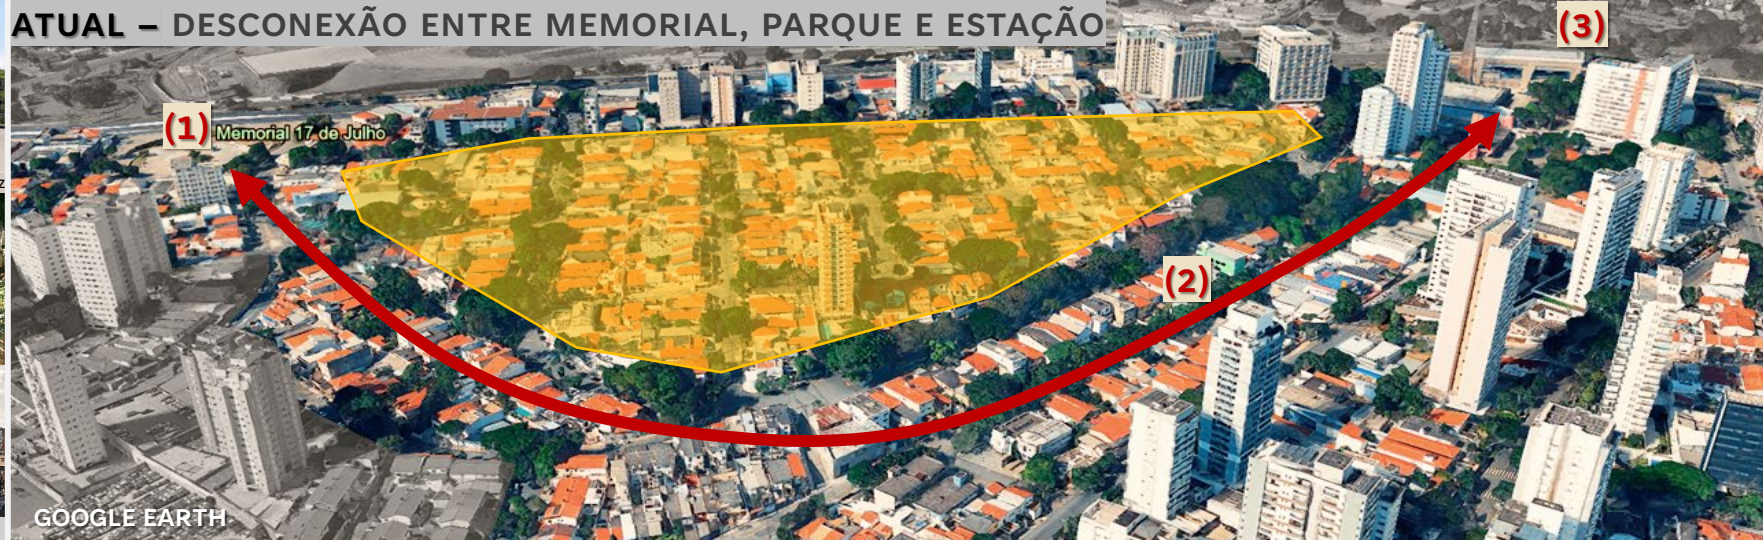 ATUAL – DESCONEXÃO ENTRE MEMORIAL, PARQUE E ESTAÇÃO
(3)
(1) Memorial 17 de Julho
(2)
GOOGLE EARTH